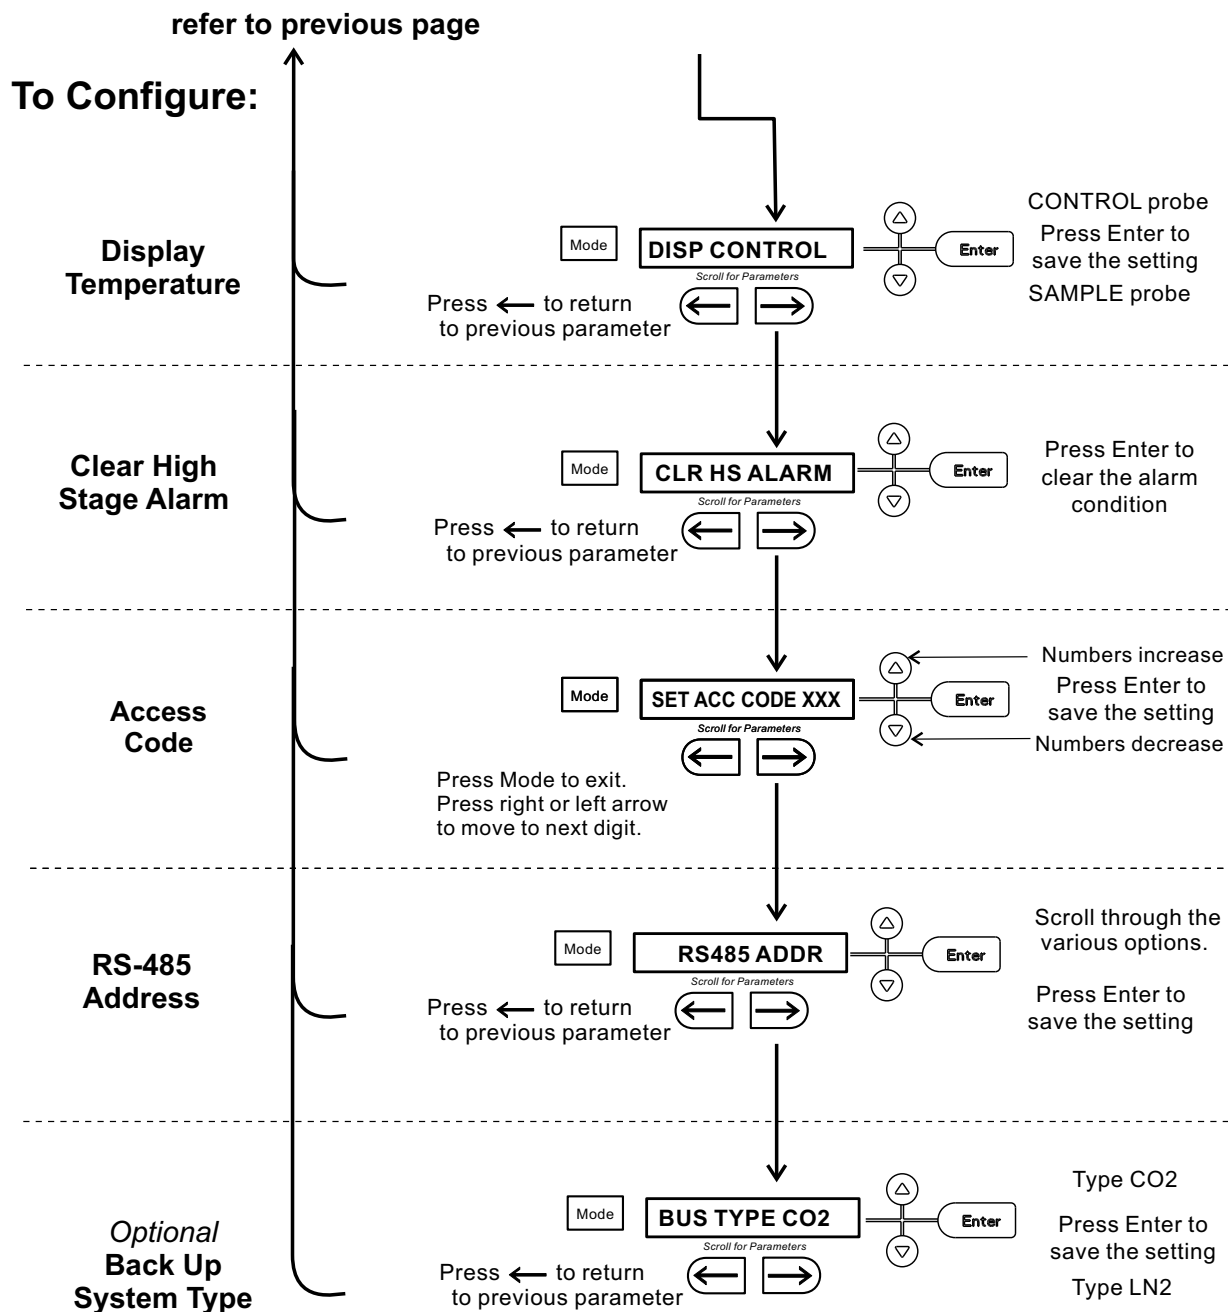 refer to previous page
To Configure:
Display
Temperature
Mode
DISP CONTROL
Scroll for Parameters
Enter
CONTROL probe
Press Enter to
save the setting
SAMPLE probe
Press ← to return
to previous parameter
Clear High
Stage Alarm
Mode
CLR HS ALARM
Scroll for Parameters
Enter
Press Enter to
clear the alarm
condition
Press ← to return
to previous parameter
Access
Code
Mode
SET ACC CODE XXX
Scroll for Parameters
Enter
Numbers increase
Press Enter to
save the setting
Numbers decrease
Press Mode to exit.
Press right or left arrow
to move to next digit.
RS-485
Address
Mode
RS485 ADDR
Scroll for Parameters
Enter
Scroll through the
various options.
Press Enter to
save the setting
Press ← to return
to previous parameter
Optional
Back Up
System Type
Mode
BUS TYPE CO2
Scroll for Parameters
Enter
Type CO2
Press Enter to
save the setting
Type LN2
Press ← to return
to previous parameter